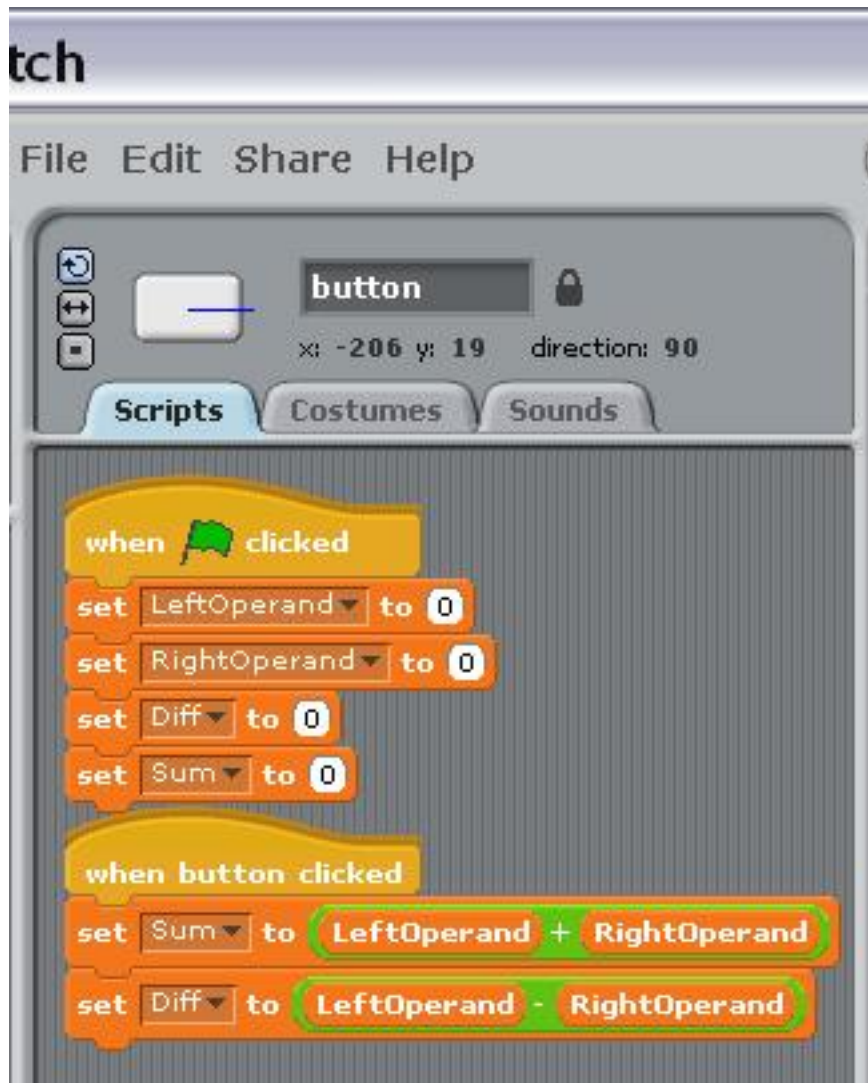 tch
File Edit Share Help
button
x: -206 y: 19 direction: 90
Scripts Costumes Sounds
when clicked
set LeftOperand to 0
set RightOperand to 0
set Diff to 0
set Sum to 0
when button clicked
set Sum to LeftOperand + RightOperand
set Diff to LeftOperand - RightOperand